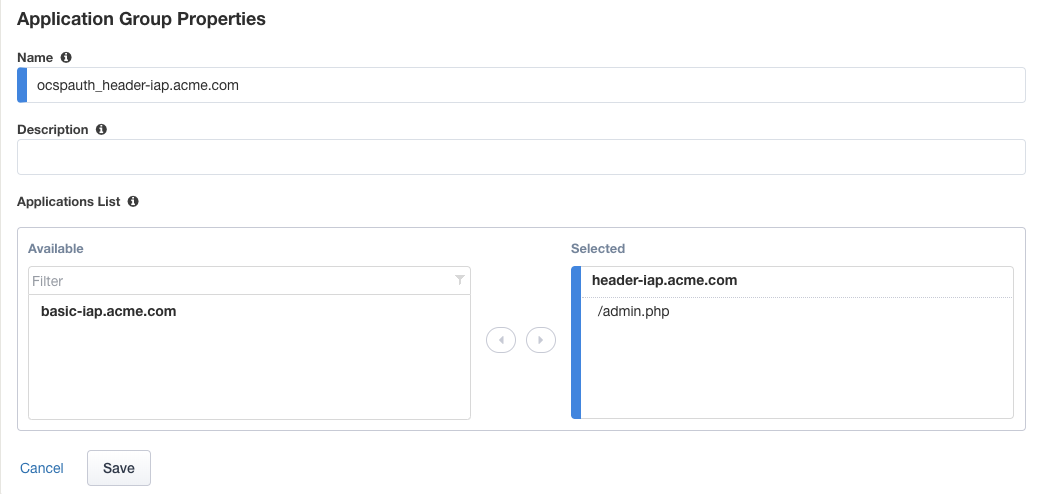 Application Group Properties
Name
ocspauth_header-iap.acme.com
Description
Applications List
Available
Selected
Filter
header-iap.acme.com
basic-iap.acme.com
/admin.php
Cancel
Save